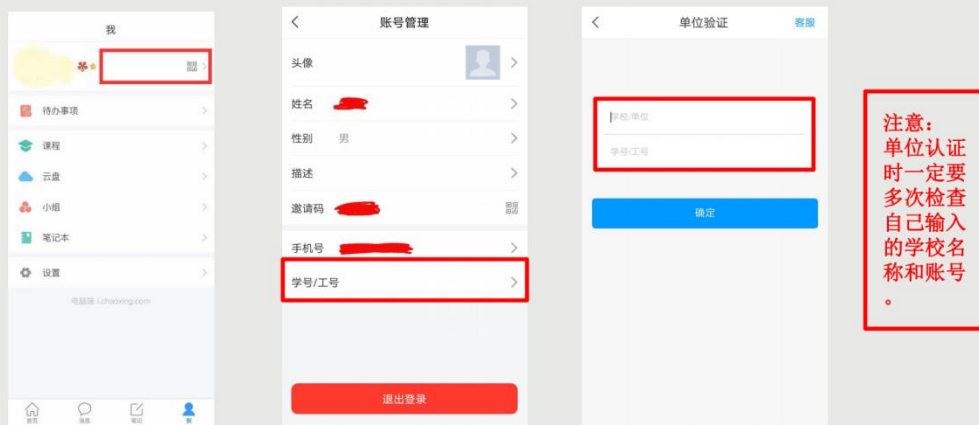 我
待办事项
课程
云盘
小组
笔记本
设置
电脑端 i.chaoxing.com
首页
消息
笔记
我
账号管理
头像
姓名
性别 男
描述
邀请码
手机号
学号/工号
退出登录
单位验证
客服
学校/单位
学号/工号
确定
注意：
单位认证
时一定要
多次检查
自己输入
的学校名
称和账号
。